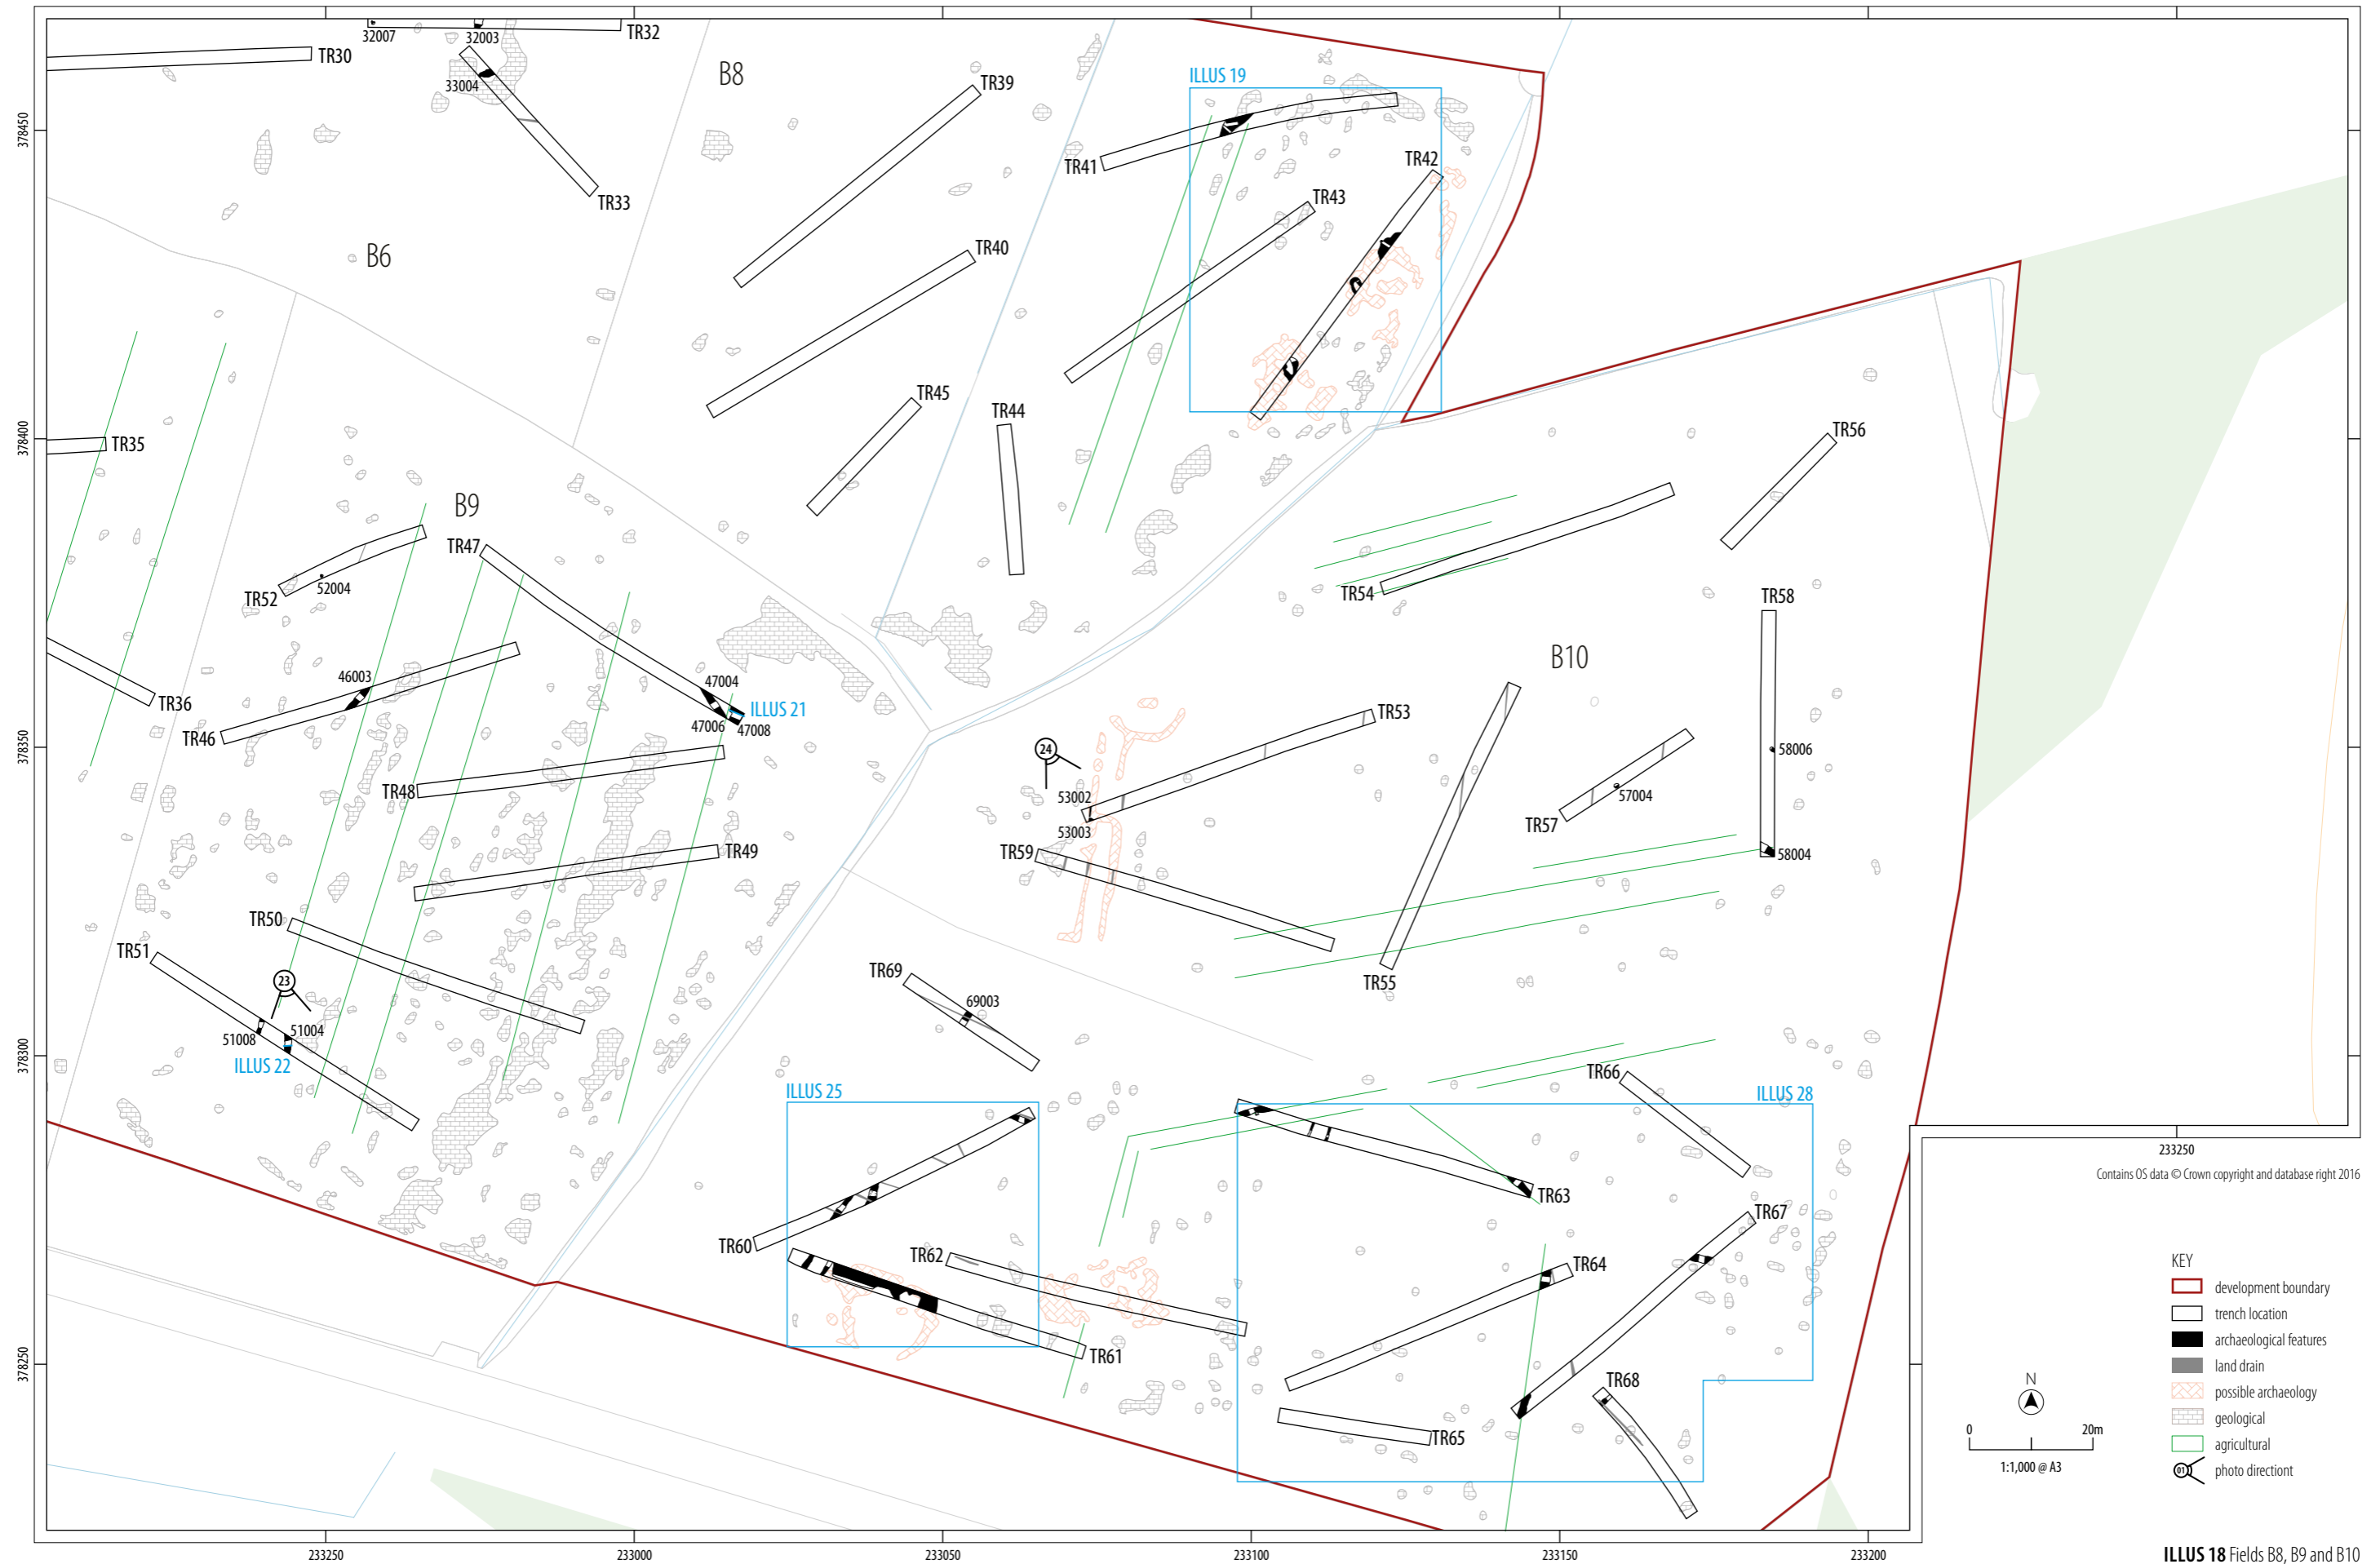 32007
32003
TR32
TR30
33004
B8
TR39
ILLUS 19
378450
TR41
TR42
TR33
TR43
B6
TR40
TR45
TR44
378400
TR35
TR56
B9
TR47
TR54
TR52
52004
TR58
B10
46003
47004
ILLUS 21
TR36
TR46
47006
47008
TR53
378350
24
58006
TR48
53002
57004
53003
TR57
TR49
TR59
58004
TR50
TR51
TR69
TR55
23
69003
51004
51008
ILLUS 22
378300
TR66
ILLUS 25
ILLUS 28
233250
Contains OS data © Crown copyright and database right 2016
TR63
TR67
TR60
TR62
TR64
KEY
development boundary
trench location
archaeological features
land drain
possible archaeology
geological
agricultural
01
photo directiont
TR61
378250
TR68
N
0
20m
1:1,000 @ A3
TR65
233250
233000
233050
233100
233150
233200
ILLUS 18 Fields B8, B9 and B10